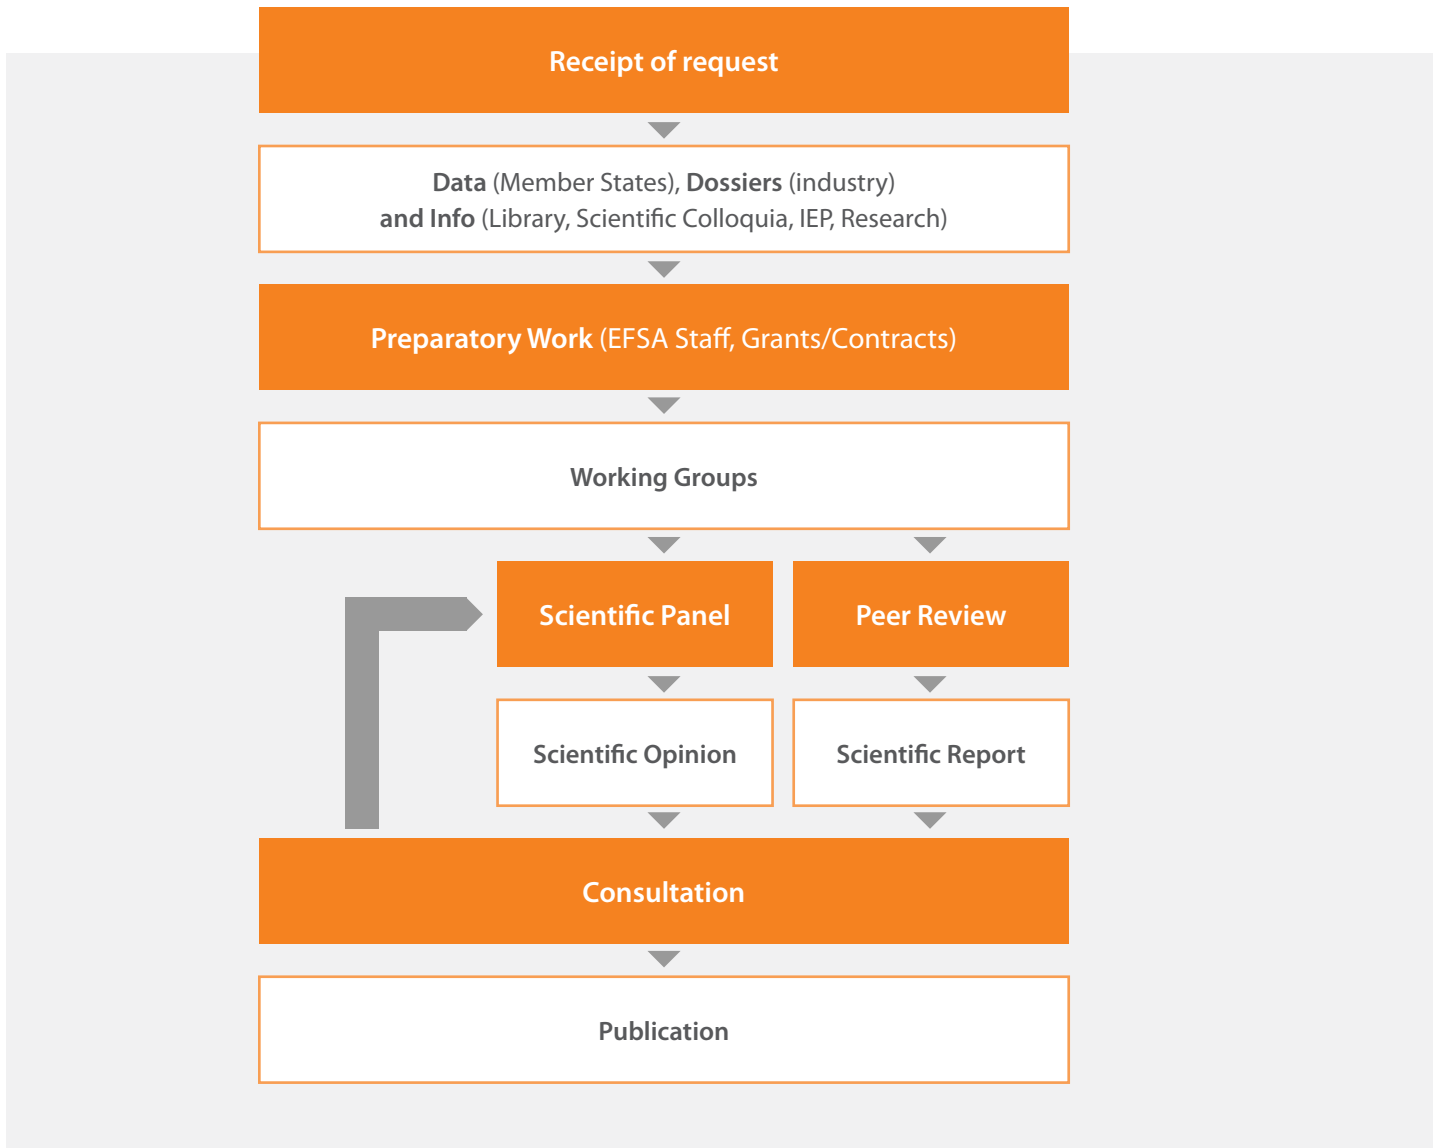 Receipt of request
Data (Member States), Dossiers (industry)
and Info (Library, Scientific Colloquia, IEP, Research)
Preparatory Work (EFSA Staff, Grants/Contracts)
Working Groups
Scientific Panel
Peer Review
Scientific Opinion
Scientific Report
Consultation
Publication